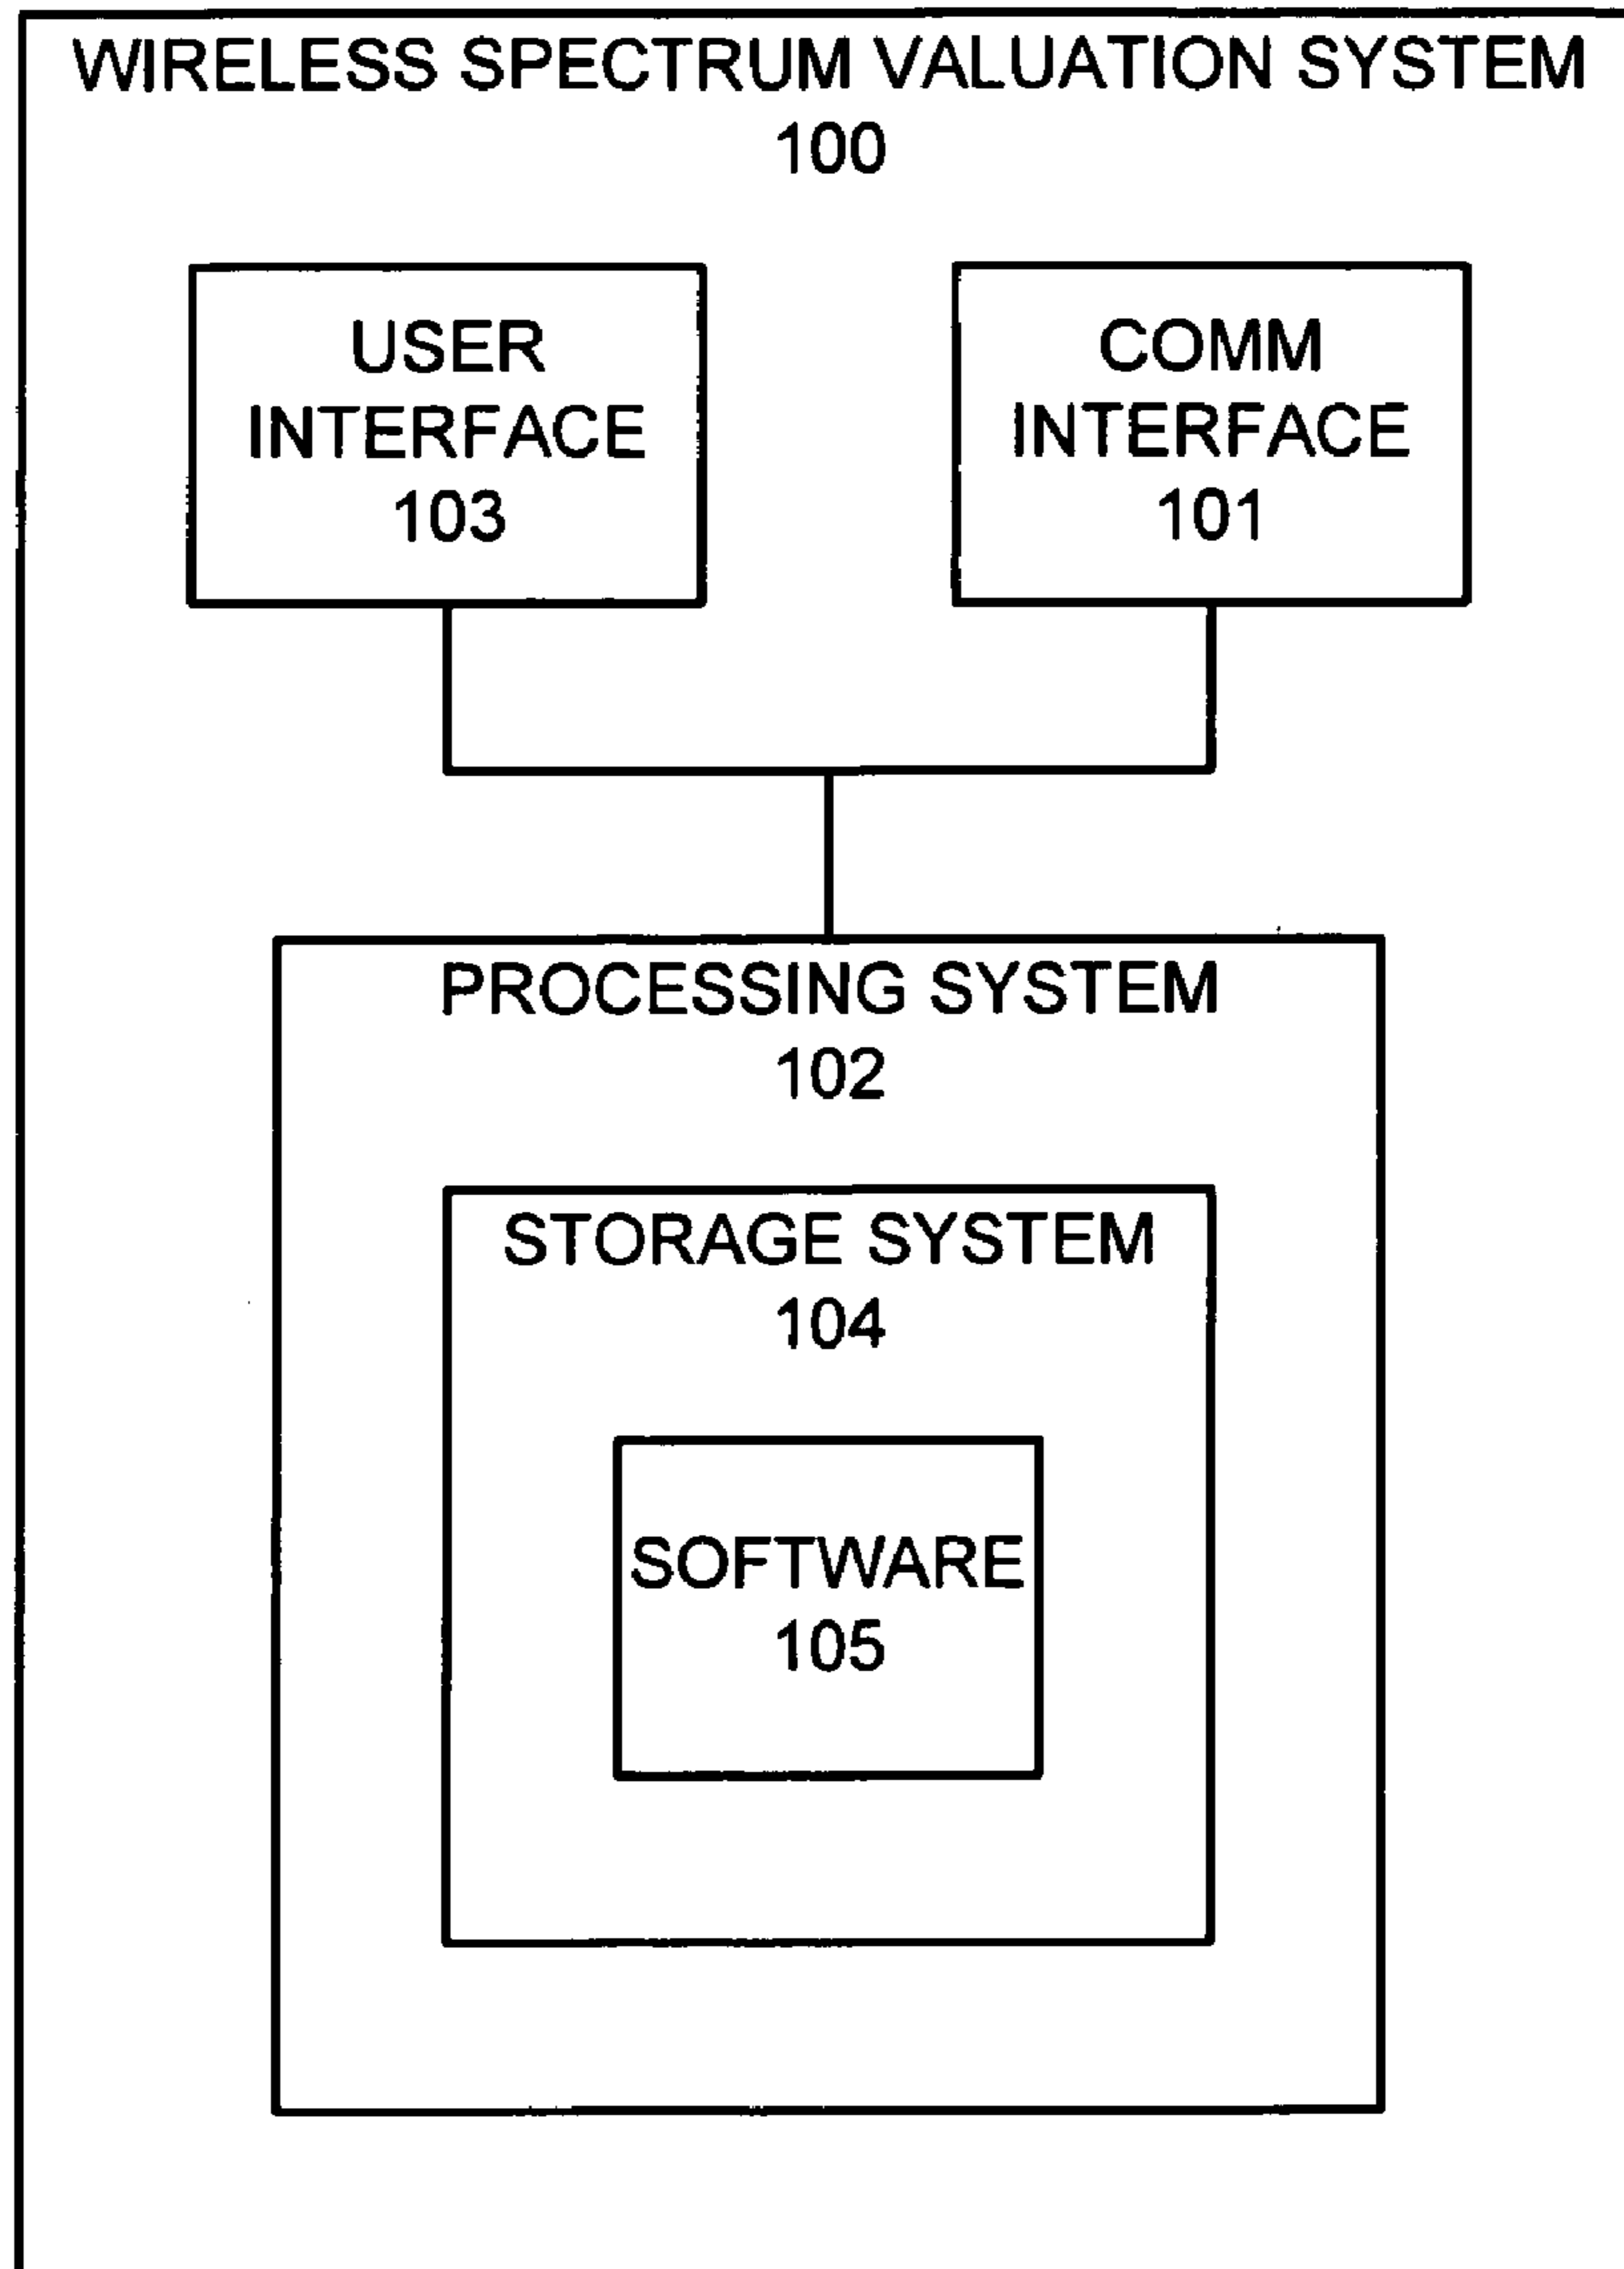 WIRELESS SPECTRUM VALUATION SYSTEM
100
USER
INTERFACE
103
COMM
INTERFACE
101
PROCESSING SYSTEM
102
STORAGE SYSTEM
104
SOFTWARE
105